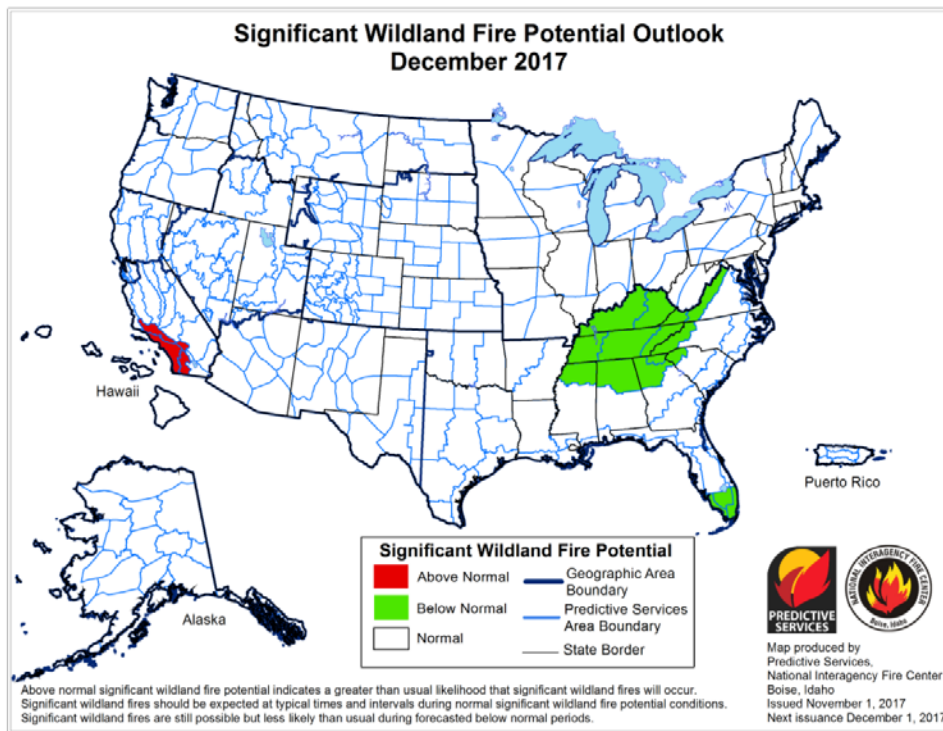 Significant Wildland Fire Potential Outlook
December 2017
Hawaii
Puerto Rico
Alaska
Significant Wildland Fire Potential
Above Normal
Below Normal
Normal
Geographic Area
Boundary
Predictive Services
Area Boundary
State Border
PREDICTIVE
SERVICES
NATIONAL INTERAGENCY FIRE CENTER
Boise, Idaho
Map produced by
Predictive Services,
National Interagency Fire Center
Boise, Idaho
Issued November 1, 2017
Next issuance December 1, 2017
Above normal significant wildland fire potential indicates a greater than usual likelihood that significant wildland fires will occur.
Significant wildland fires should be expected at typical times and intervals during normal significant wildland fire potential conditions.
Significant wildland fires are still possible but less likely than usual during forecasted below normal periods.